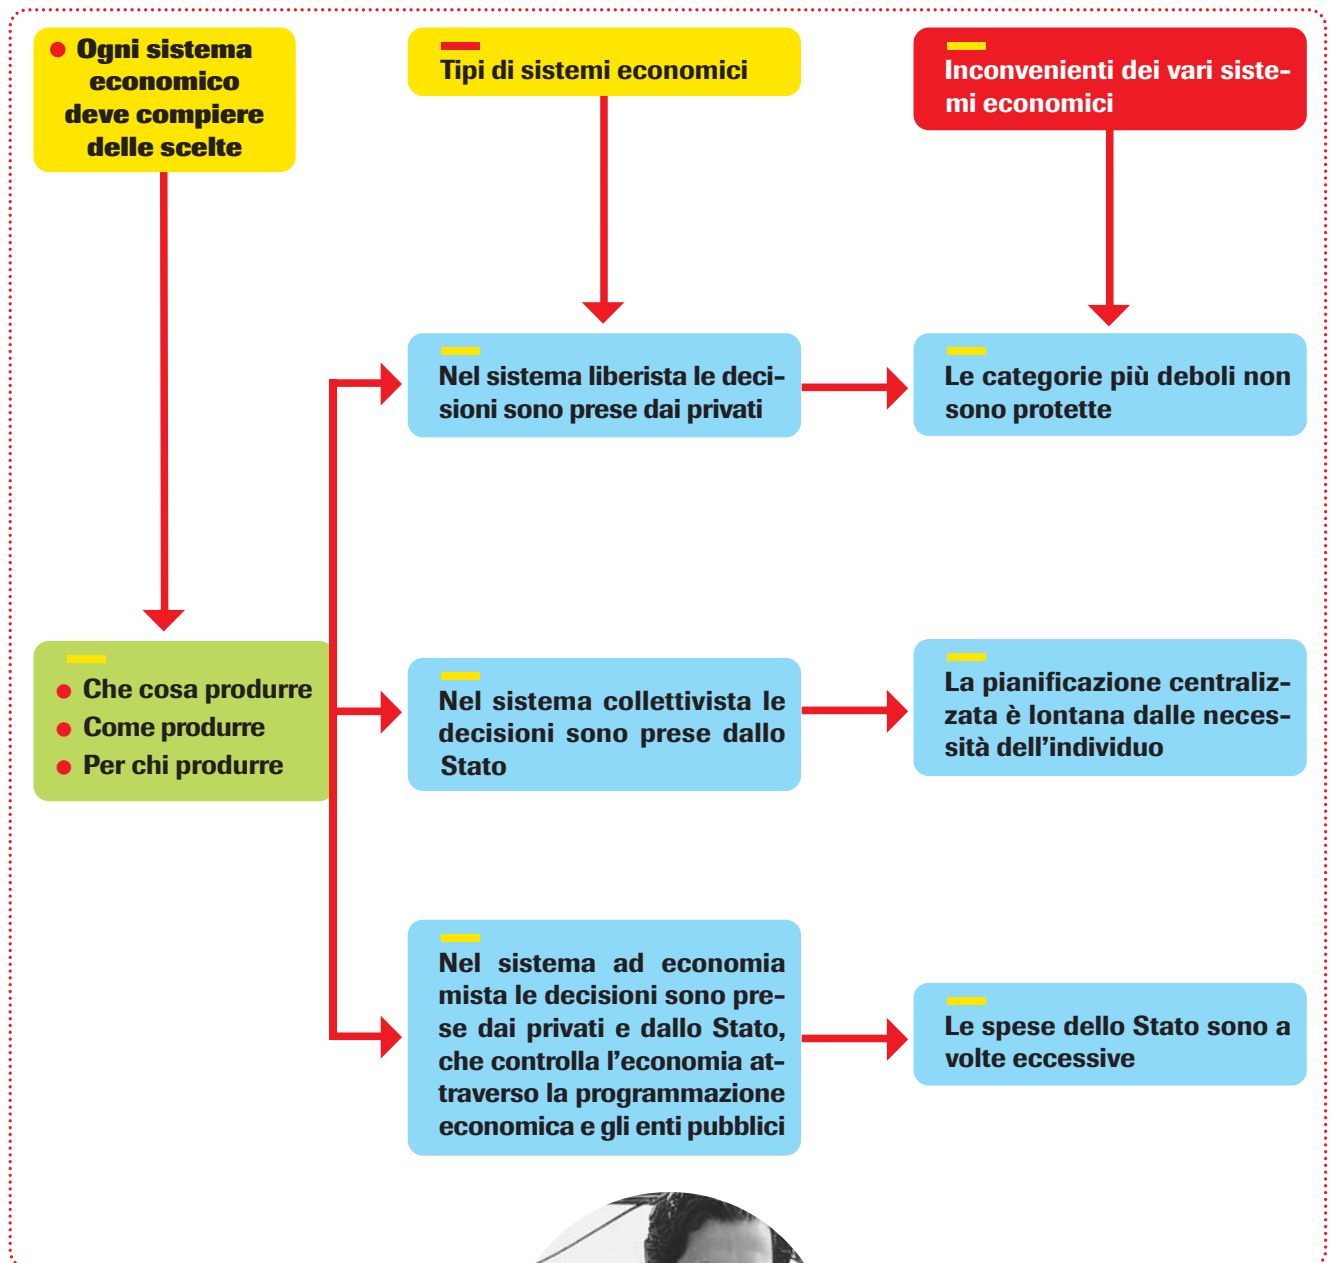 Ogni sistema
economico
deve compiere
delle scelte
Tipi di sistemi economici
Inconvenienti dei vari siste-
mi economici
Che cosa produrre
Come produrre
Per chi produrre
Nel sistema liberista le deci-
sioni sono prese dai privati
Le categorie più deboli non
sono protette
Nel sistema collettivista le
decisioni sono prese dallo
Stato
La pianificazione centraliz-
zata è lontana dalle neces-
sità dell'individuo
Nel sistema ad economia
mista le decisioni sono pre-
se dai privati e dallo Stato,
che controlla l'economia at-
traverso la programmazione
economica e gli enti pubblici
Le spese dello Stato sono a
volte eccessive